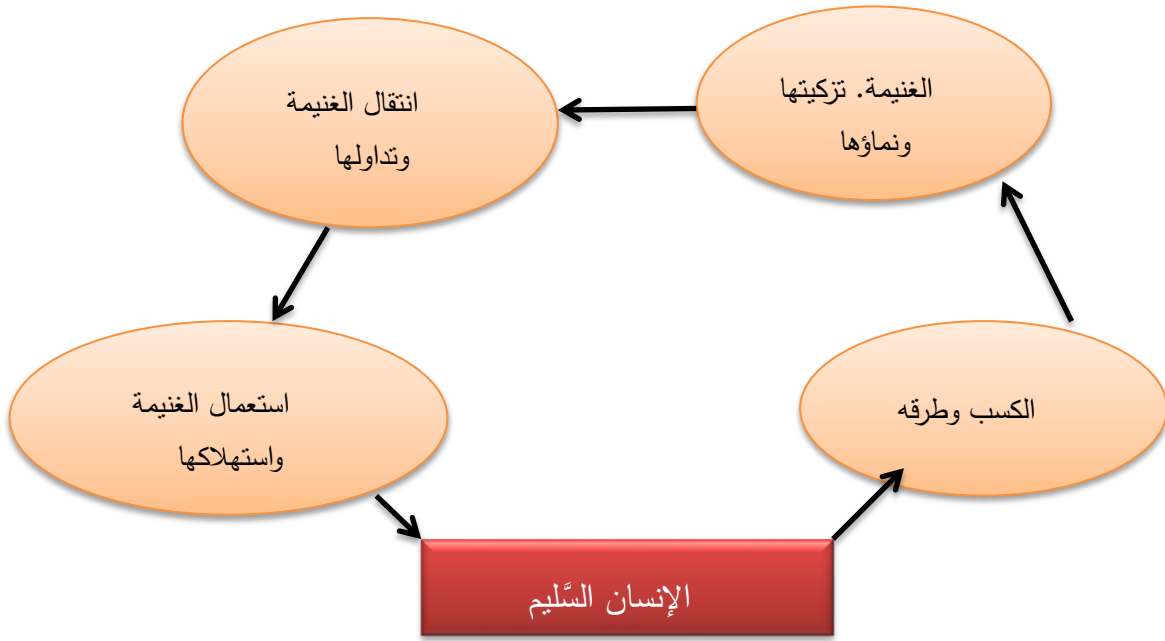 الغنيمة. تزكيتها
ونماؤها
انتقال الغنيمة
وتداولها
استعمال الغنيمة
واستهلاكها
الكسب وطرقه
الإنسان السَّليم